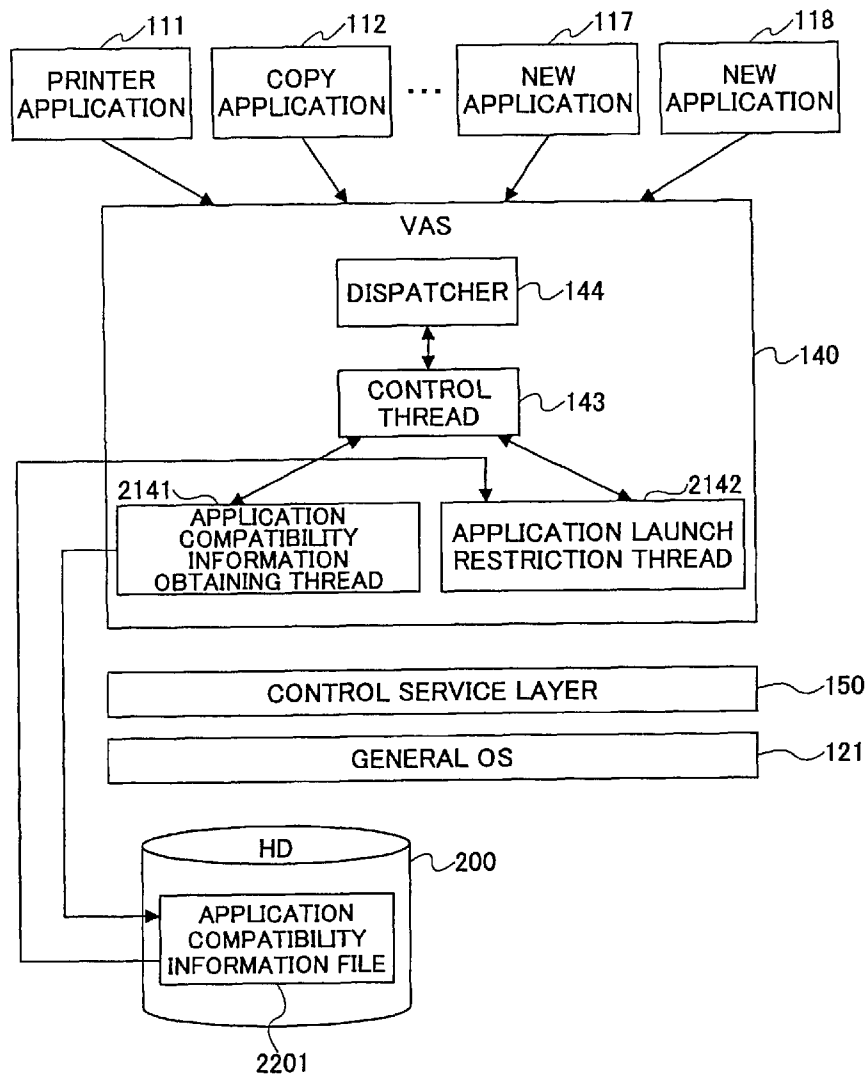 111
112
117
118
PRINTER
APPLICATION
COPY
APPLICATION
...
NEW
APPLICATION
NEW
APPLICATION
VAS
DISPATCHER
144
140
CONTROL
THREAD
143
2141
2142
APPLICATION
COMPATIBILITY
INFORMATION
OBTAINING THREAD
APPLICATION LAUNCH
RESTRICTION THREAD
CONTROL SERVICE LAYER
150
GENERAL OS
121
HD
200
APPLICATION
COMPATIBILITY
INFORMATION FILE
2201